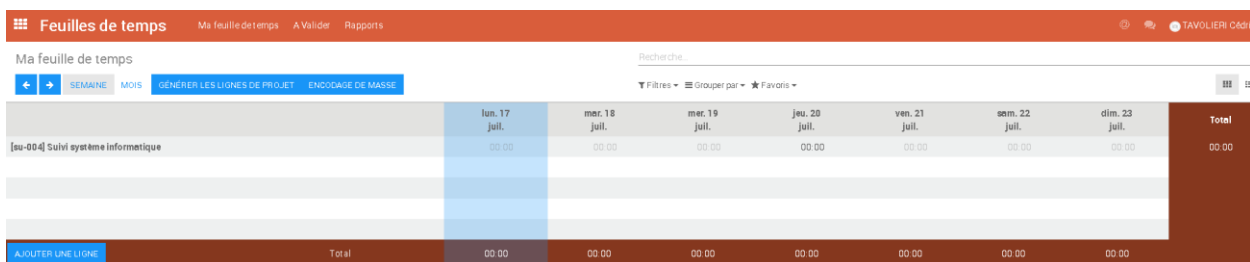 Feuilles de temps Ma feuille de temps A Valider Rapports TAVOLIERI Cédri
Ma feuille de temps Recherche...
SEMAINE MOIS GÉNÉRER LES LIGNES DE PROJET ENCODAGE DE MASSE Filtres Grouper par Favoris
lun. 17 mar. 18 mer. 19 jeu. 20 ven. 21 sam. 22 dim. 23 Total
juil. juil. juil. juil. juil. juil. juil.
[su-004] Suivi système informatique 00:00 00:00 00:00 00:00 00:00 00:00 00:00 00:00
AJOUTER UNE LIGNE Total 00:00 00:00 00:00 00:00 00:00 00:00 00:00